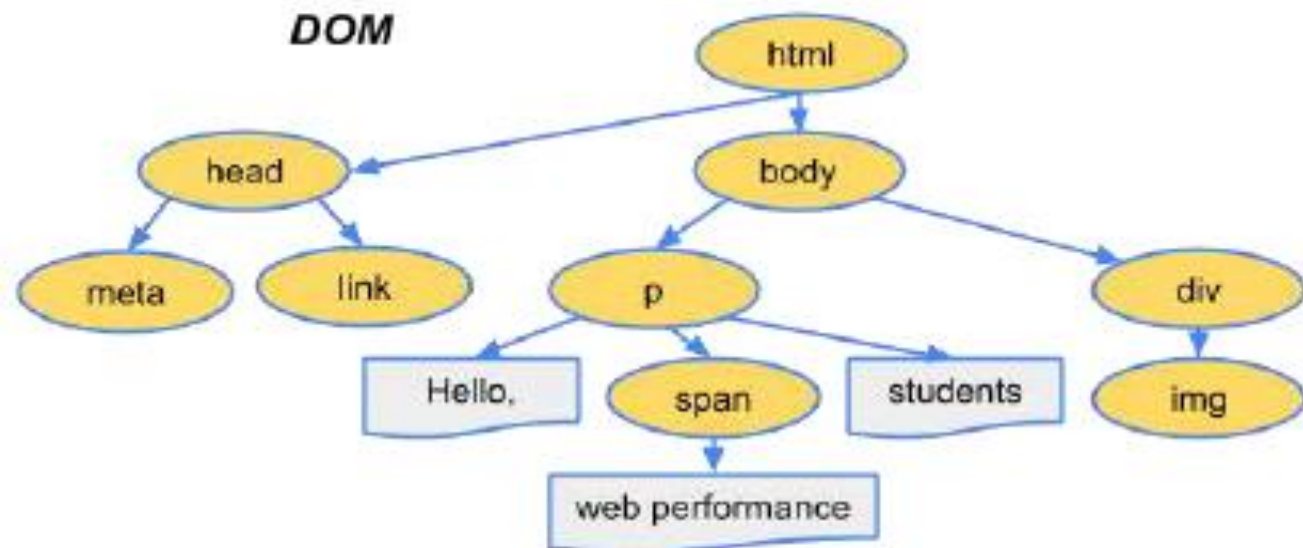 DOM
html
head
body
meta
link
p
div
Hello,
span
students
img
web performance